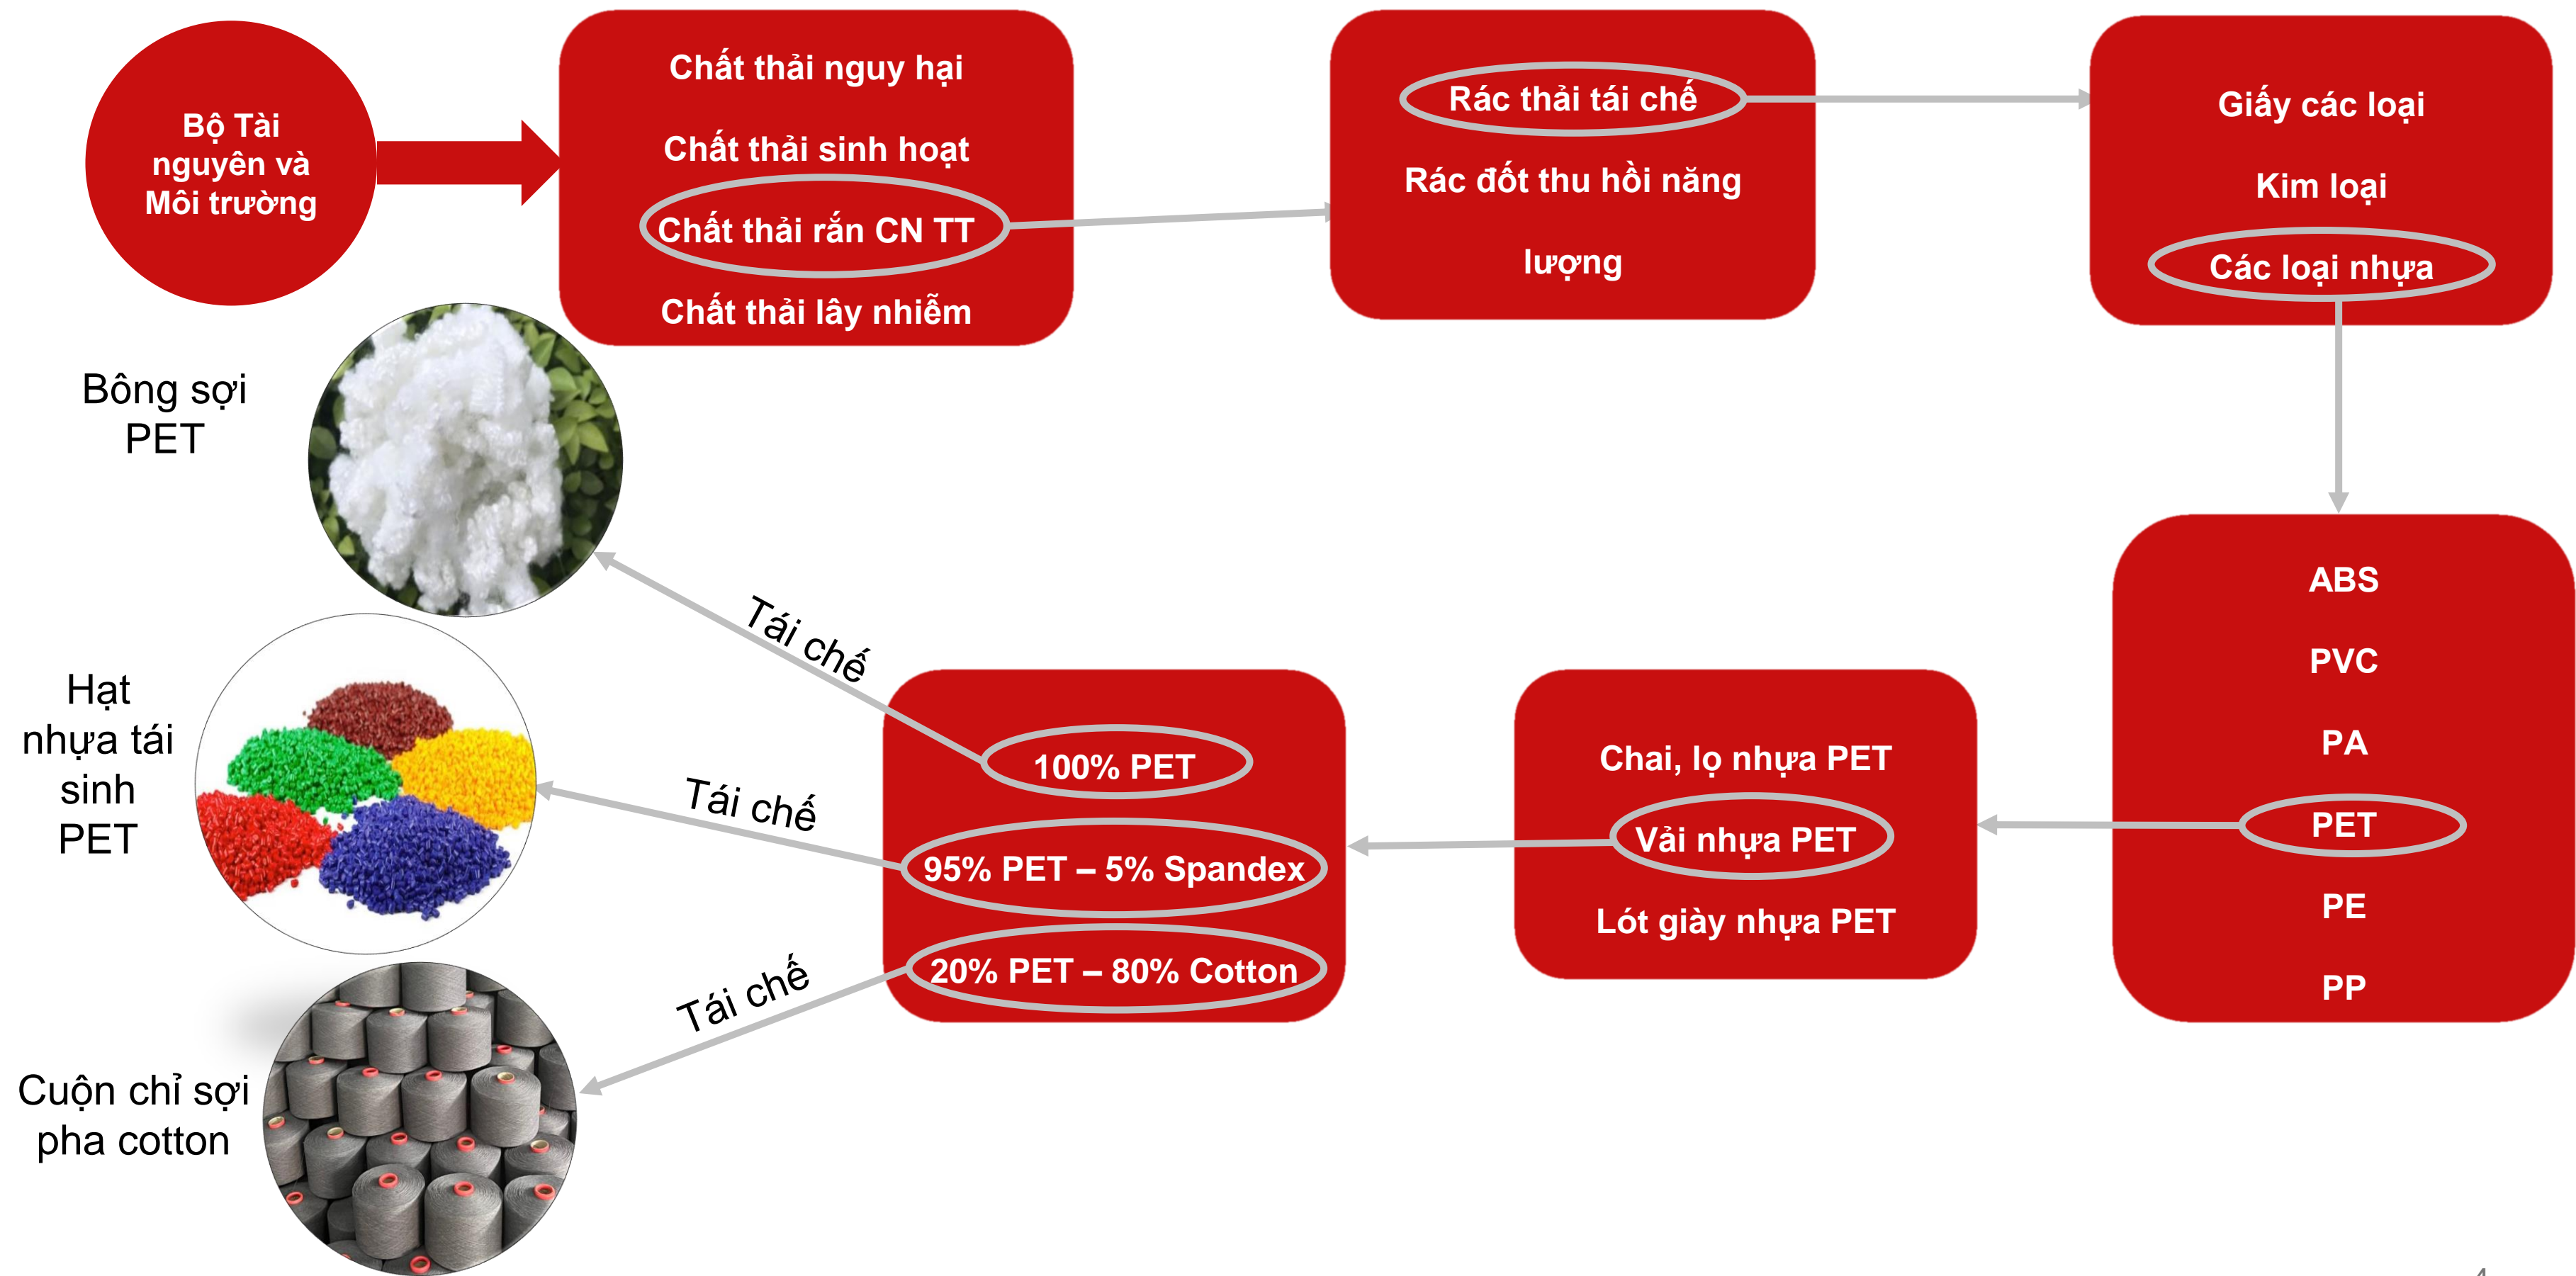 Bộ Tài
nguyên và
Môi trường
Chất thải nguy hại
Chất thải sinh hoạt
Chất thải rắn CN TT
Chất thải lây nhiễm
Rác thải tái chế
Rác đốt thu hồi năng
lượng
Giấy các loại
Kim loại
Các loại nhựa
ABS
PVC
PA
PET
PE
PP
Chai, lọ nhựa PET
Vải nhựa PET
Lót giày nhựa PET
100% PET
95% PET – 5% Spandex
20% PET – 80% Cotton
Tái chế
Tái chế
Tái chế
Bông sợi
PET
Hạt
nhựa tái
sinh
PET
Cuộn chỉ sợi
pha cotton